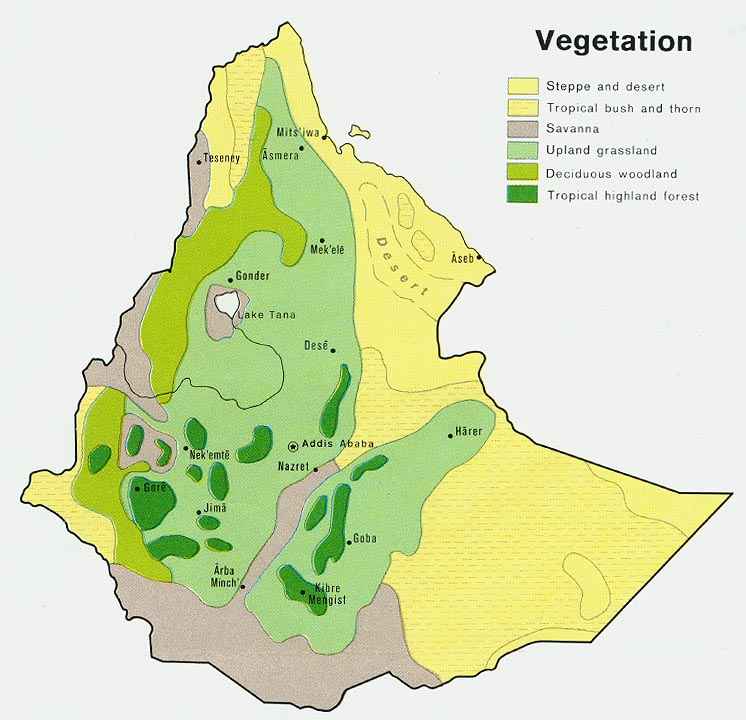 Vegetation
Steppe and desert
Tropical bush and thorn
Savanna
Upland grassland
Deciduous woodland
Tropical highland forest
Mits'iwa
Teseney
Āsmera
Mek'elē
Desert
Āseb
Gonder
Lake Tana
Desē
Hārer
Addis Ababa
Nek'emtē
Nazret
Gorē
Jīma
Goba
Ārba
Minch'
Kibre
Mengist